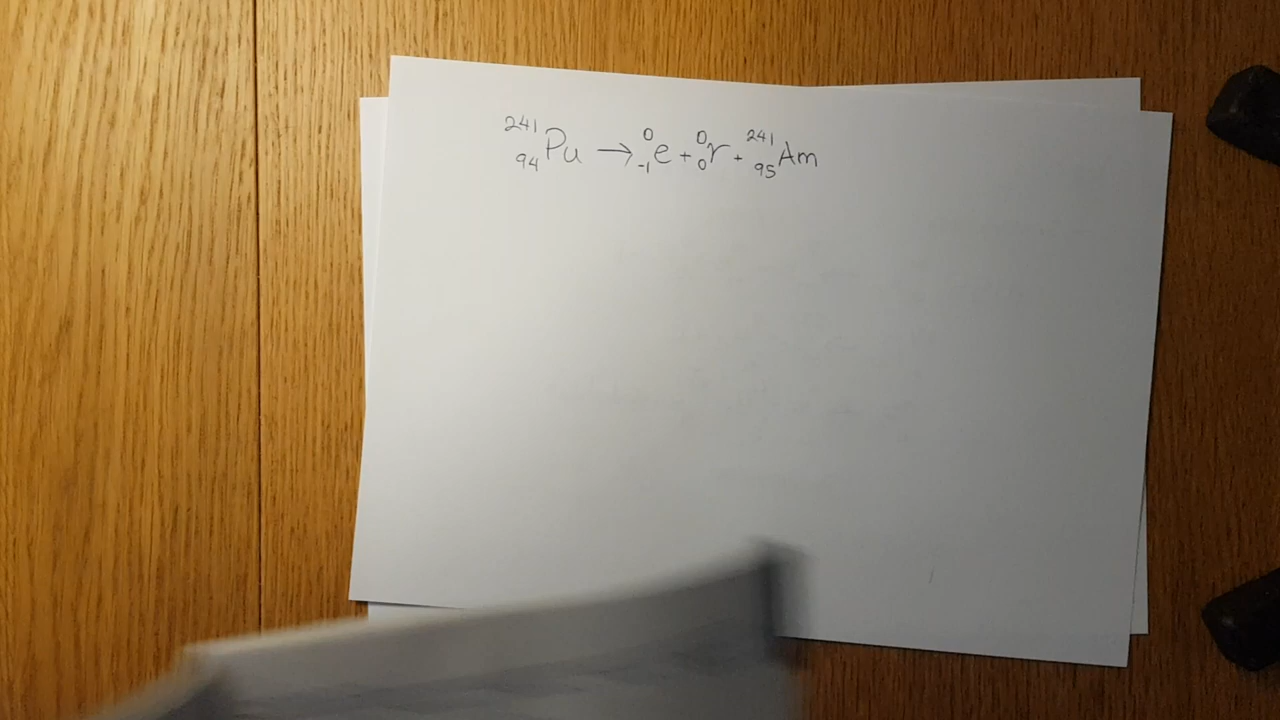 ²⁴¹₉₄Pu → ⁰₋₁e + ⁰₀γ + ²⁴¹₉₅Am